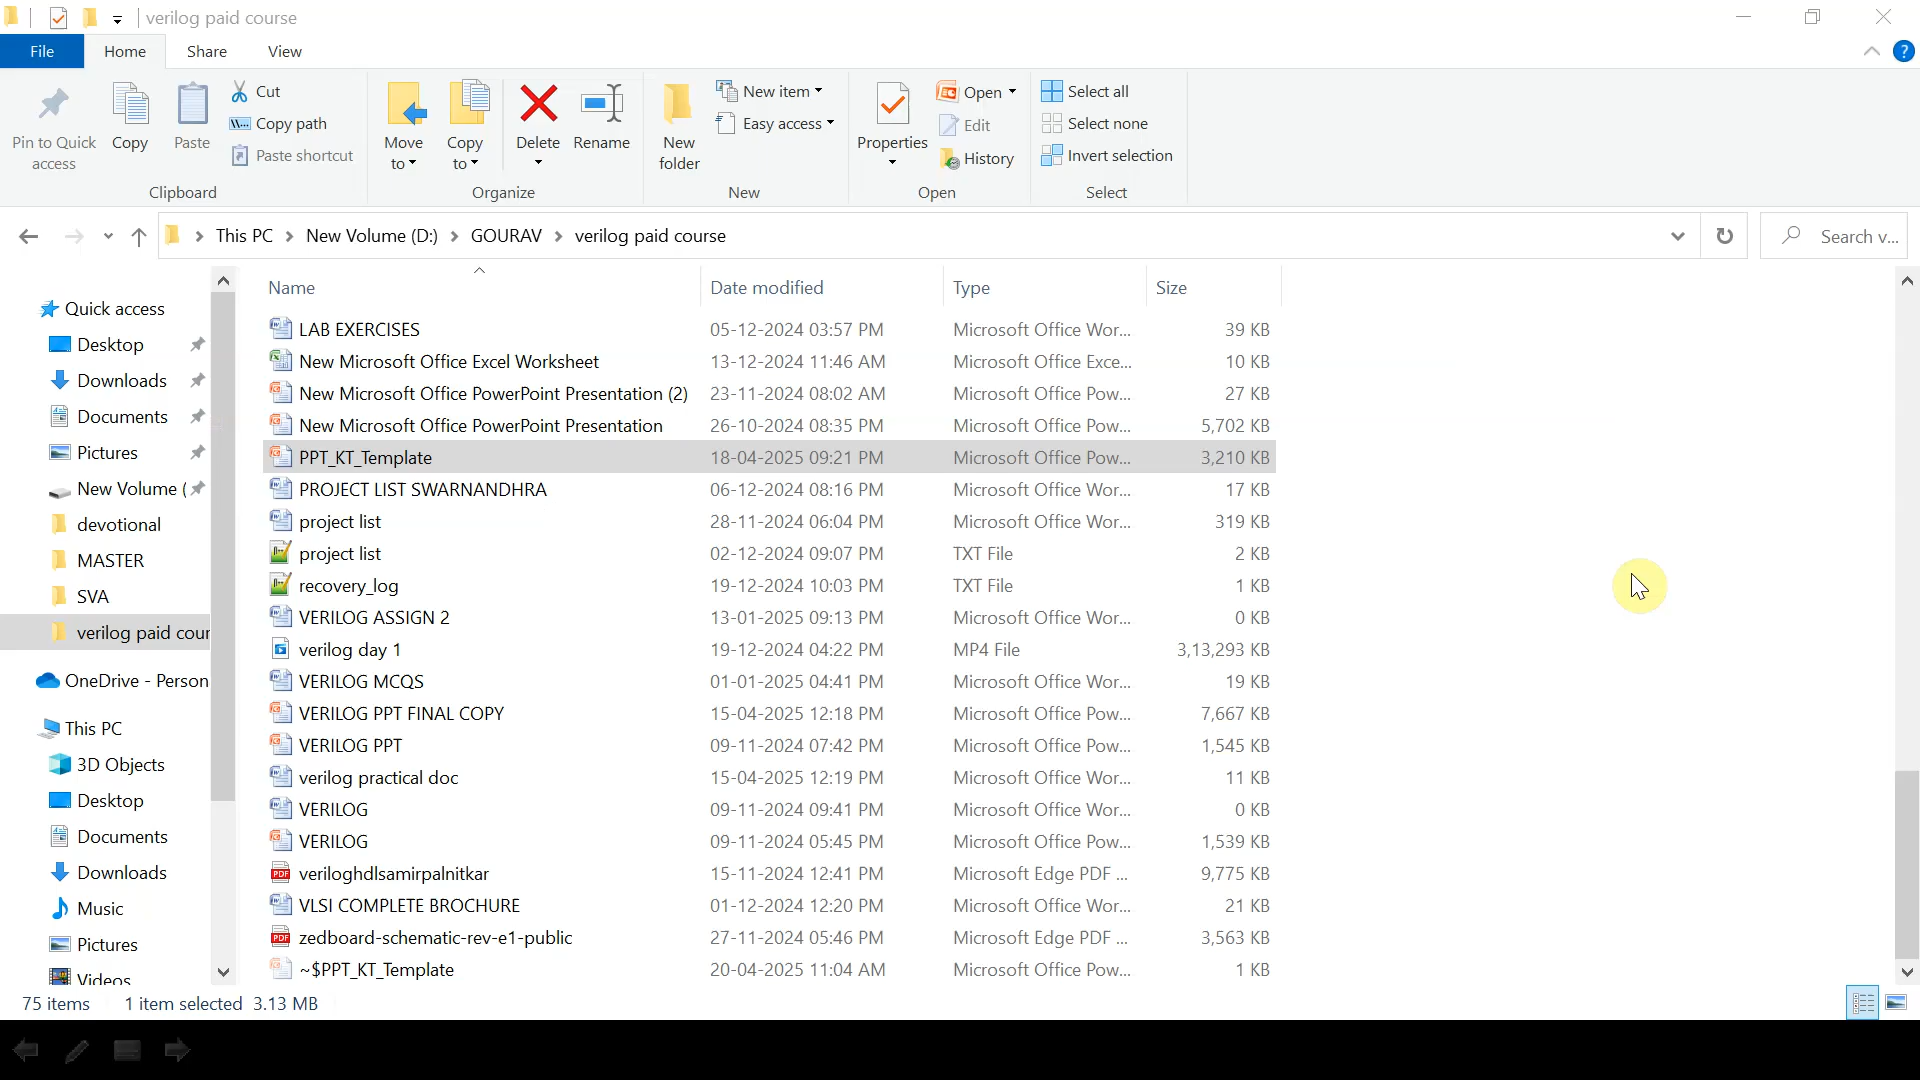 verilog paid course
File Home Share View
Pin to Quick access
Copy
Paste
Cut
Copy path
Paste shortcut
Clipboard
Move to
Copy to
Delete
Rename
Organize
New folder
New item
Easy access
New
Properties
Open
Edit
History
Open
Select all
Select none
Invert selection
Select
This PC New Volume (D:) GOURAV verilog paid course
Search v...
Quick access
Desktop
Downloads
Documents
Pictures
New Volume (
devotional
MASTER
SVA
verilog paid cour
OneDrive - Person
This PC
3D Objects
Desktop
Documents
Downloads
Music
Pictures
Videos
Name Date modified Type Size
LAB EXERCISES 05-12-2024 03:57 PM Microsoft Office Wor... 39 KB
New Microsoft Office Excel Worksheet 13-12-2024 11:46 AM Microsoft Office Exce... 10 KB
New Microsoft Office PowerPoint Presentation (2) 23-11-2024 08:02 AM Microsoft Office Pow... 27 KB
New Microsoft Office PowerPoint Presentation 26-10-2024 08:35 PM Microsoft Office Pow... 5,702 KB
PPT_KT_Template 18-04-2025 09:21 PM Microsoft Office Pow... 3,210 KB
PROJECT LIST SWARNANDHRA 06-12-2024 08:16 PM Microsoft Office Wor... 17 KB
project list 28-11-2024 06:04 PM Microsoft Office Wor... 319 KB
project list 02-12-2024 09:07 PM TXT File 2 KB
recovery_log 19-12-2024 10:03 PM TXT File 1 KB
VERILOG ASSIGN 2 13-01-2025 09:13 PM Microsoft Office Wor... 0 KB
verilog day 1 19-12-2024 04:22 PM MP4 File 3,13,293 KB
VERILOG MCQS 01-01-2025 04:41 PM Microsoft Office Wor... 19 KB
VERILOG PPT FINAL COPY 15-04-2025 12:18 PM Microsoft Office Pow... 7,667 KB
VERILOG PPT 09-11-2024 07:42 PM Microsoft Office Pow... 1,545 KB
verilog practical doc 15-04-2025 12:19 PM Microsoft Office Wor... 11 KB
VERILOG 09-11-2024 09:41 PM Microsoft Office Wor... 0 KB
VERILOG 09-11-2024 05:45 PM Microsoft Office Pow... 1,539 KB
veriloghdlsamirpalnitkar 15-11-2024 12:41 PM Microsoft Edge PDF ... 9,775 KB
VLSI COMPLETE BROCHURE 01-12-2024 12:20 PM Microsoft Office Wor... 21 KB
zedboard-schematic-rev-e1-public 27-11-2024 05:46 PM Microsoft Edge PDF ... 3,563 KB
~$PPT_KT_Template 20-04-2025 11:04 AM Microsoft Office Pow... 1 KB
75 items 1 item selected 3.13 MB